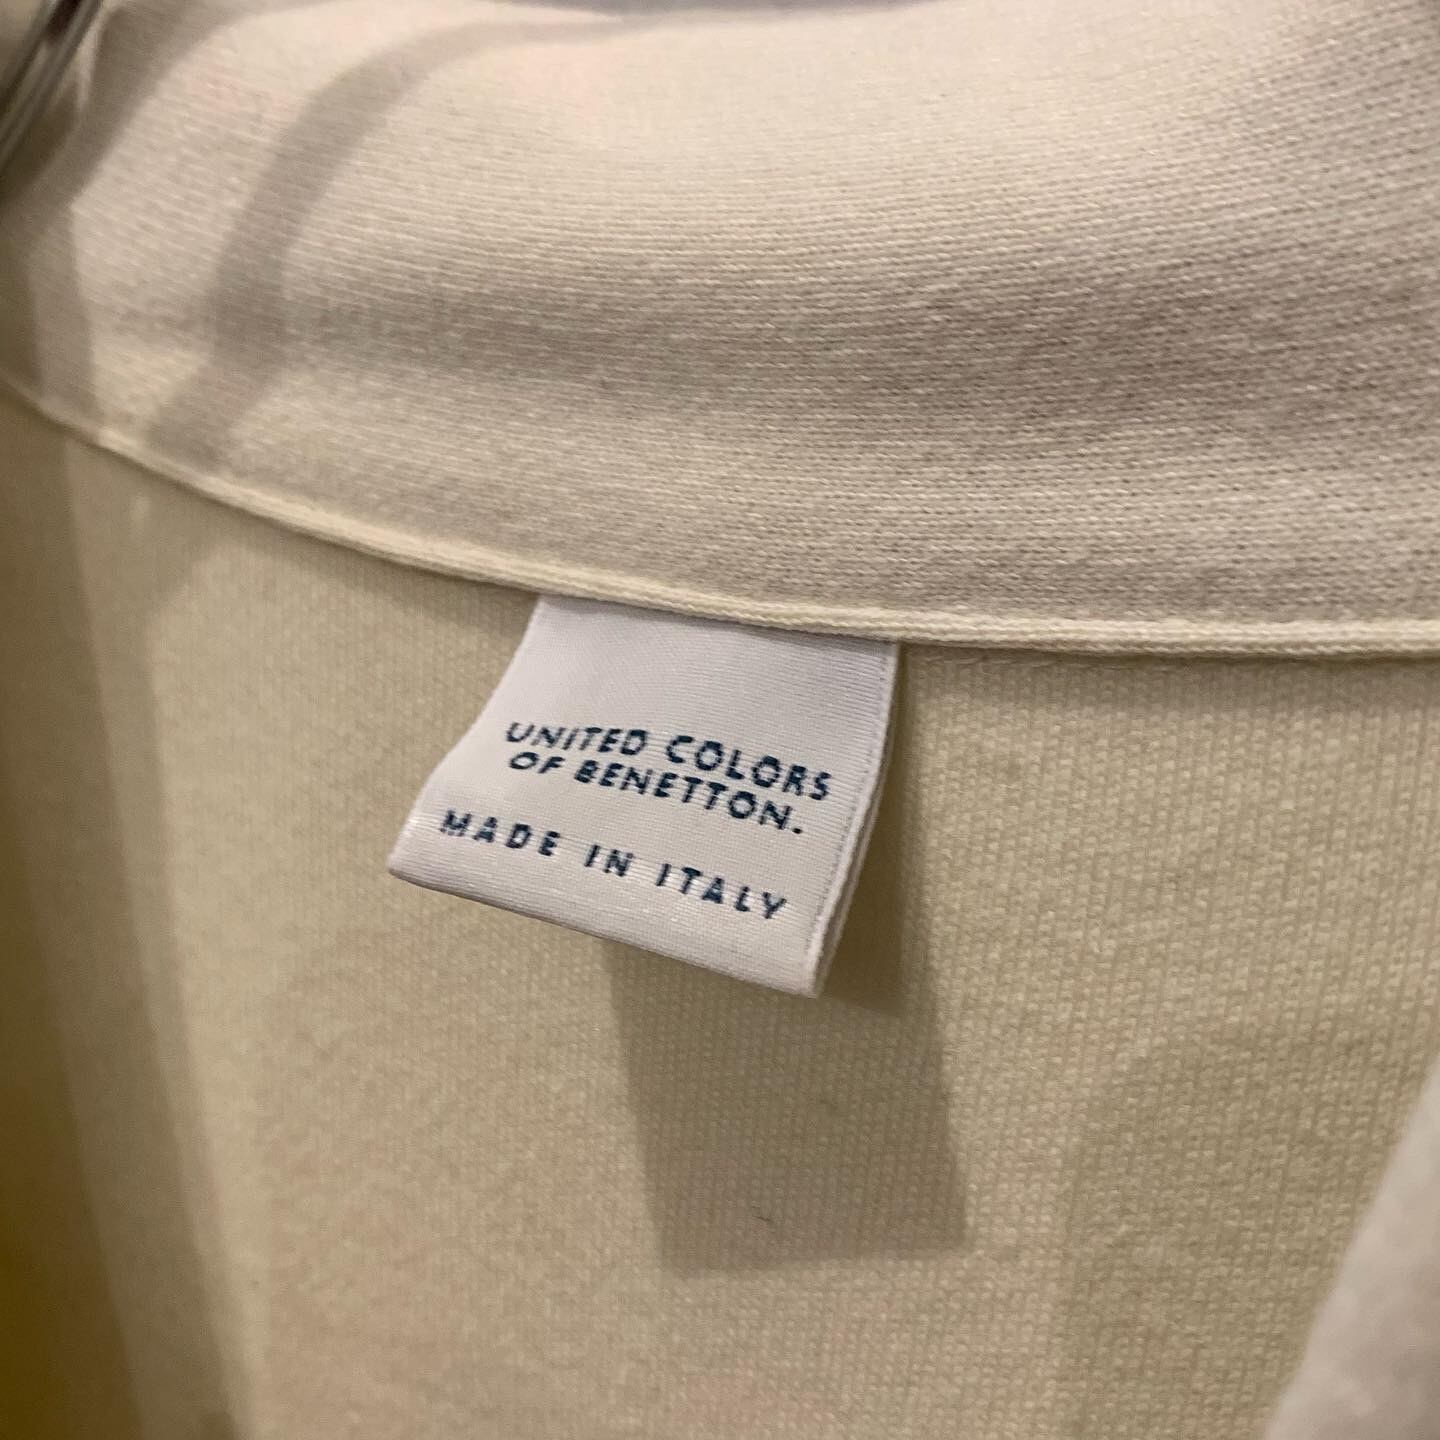 UNITED COLORS
OF BENETTON.
MADE IN ITALY